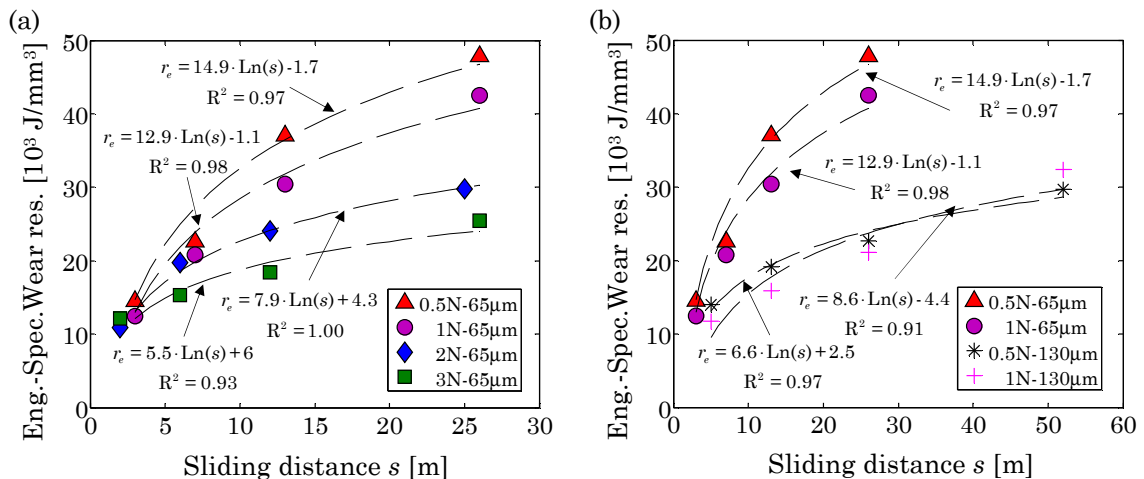 (a)
Eng.-Spec.Wear res. [10³ J/mm³]
50
40
30
20
10
0
0
5
10
15
20
25
30
Sliding distance s [m]
r_e = 14.9·Ln(s)-1.7
R² = 0.97
r_e = 12.9·Ln(s)-1.1
R² = 0.98
r_e = 7.9·Ln(s)+4.3
R² = 1.00
r_e = 5.5·Ln(s)+6
R² = 0.93
0.5N-65μm
1N-65μm
2N-65μm
3N-65μm
(b)
Eng.-Spec.Wear res. [10³ J/mm³]
50
40
30
20
10
0
0
10
20
30
40
50
60
Sliding distance s [m]
r_e = 14.9·Ln(s)-1.7
R² = 0.97
r_e = 12.9·Ln(s)-1.1
R² = 0.98
r_e = 8.6·Ln(s)-4.4
R² = 0.91
r_e = 6.6·Ln(s)+2.5
R² = 0.97
0.5N-65μm
1N-65μm
0.5N-130μm
1N-130μm